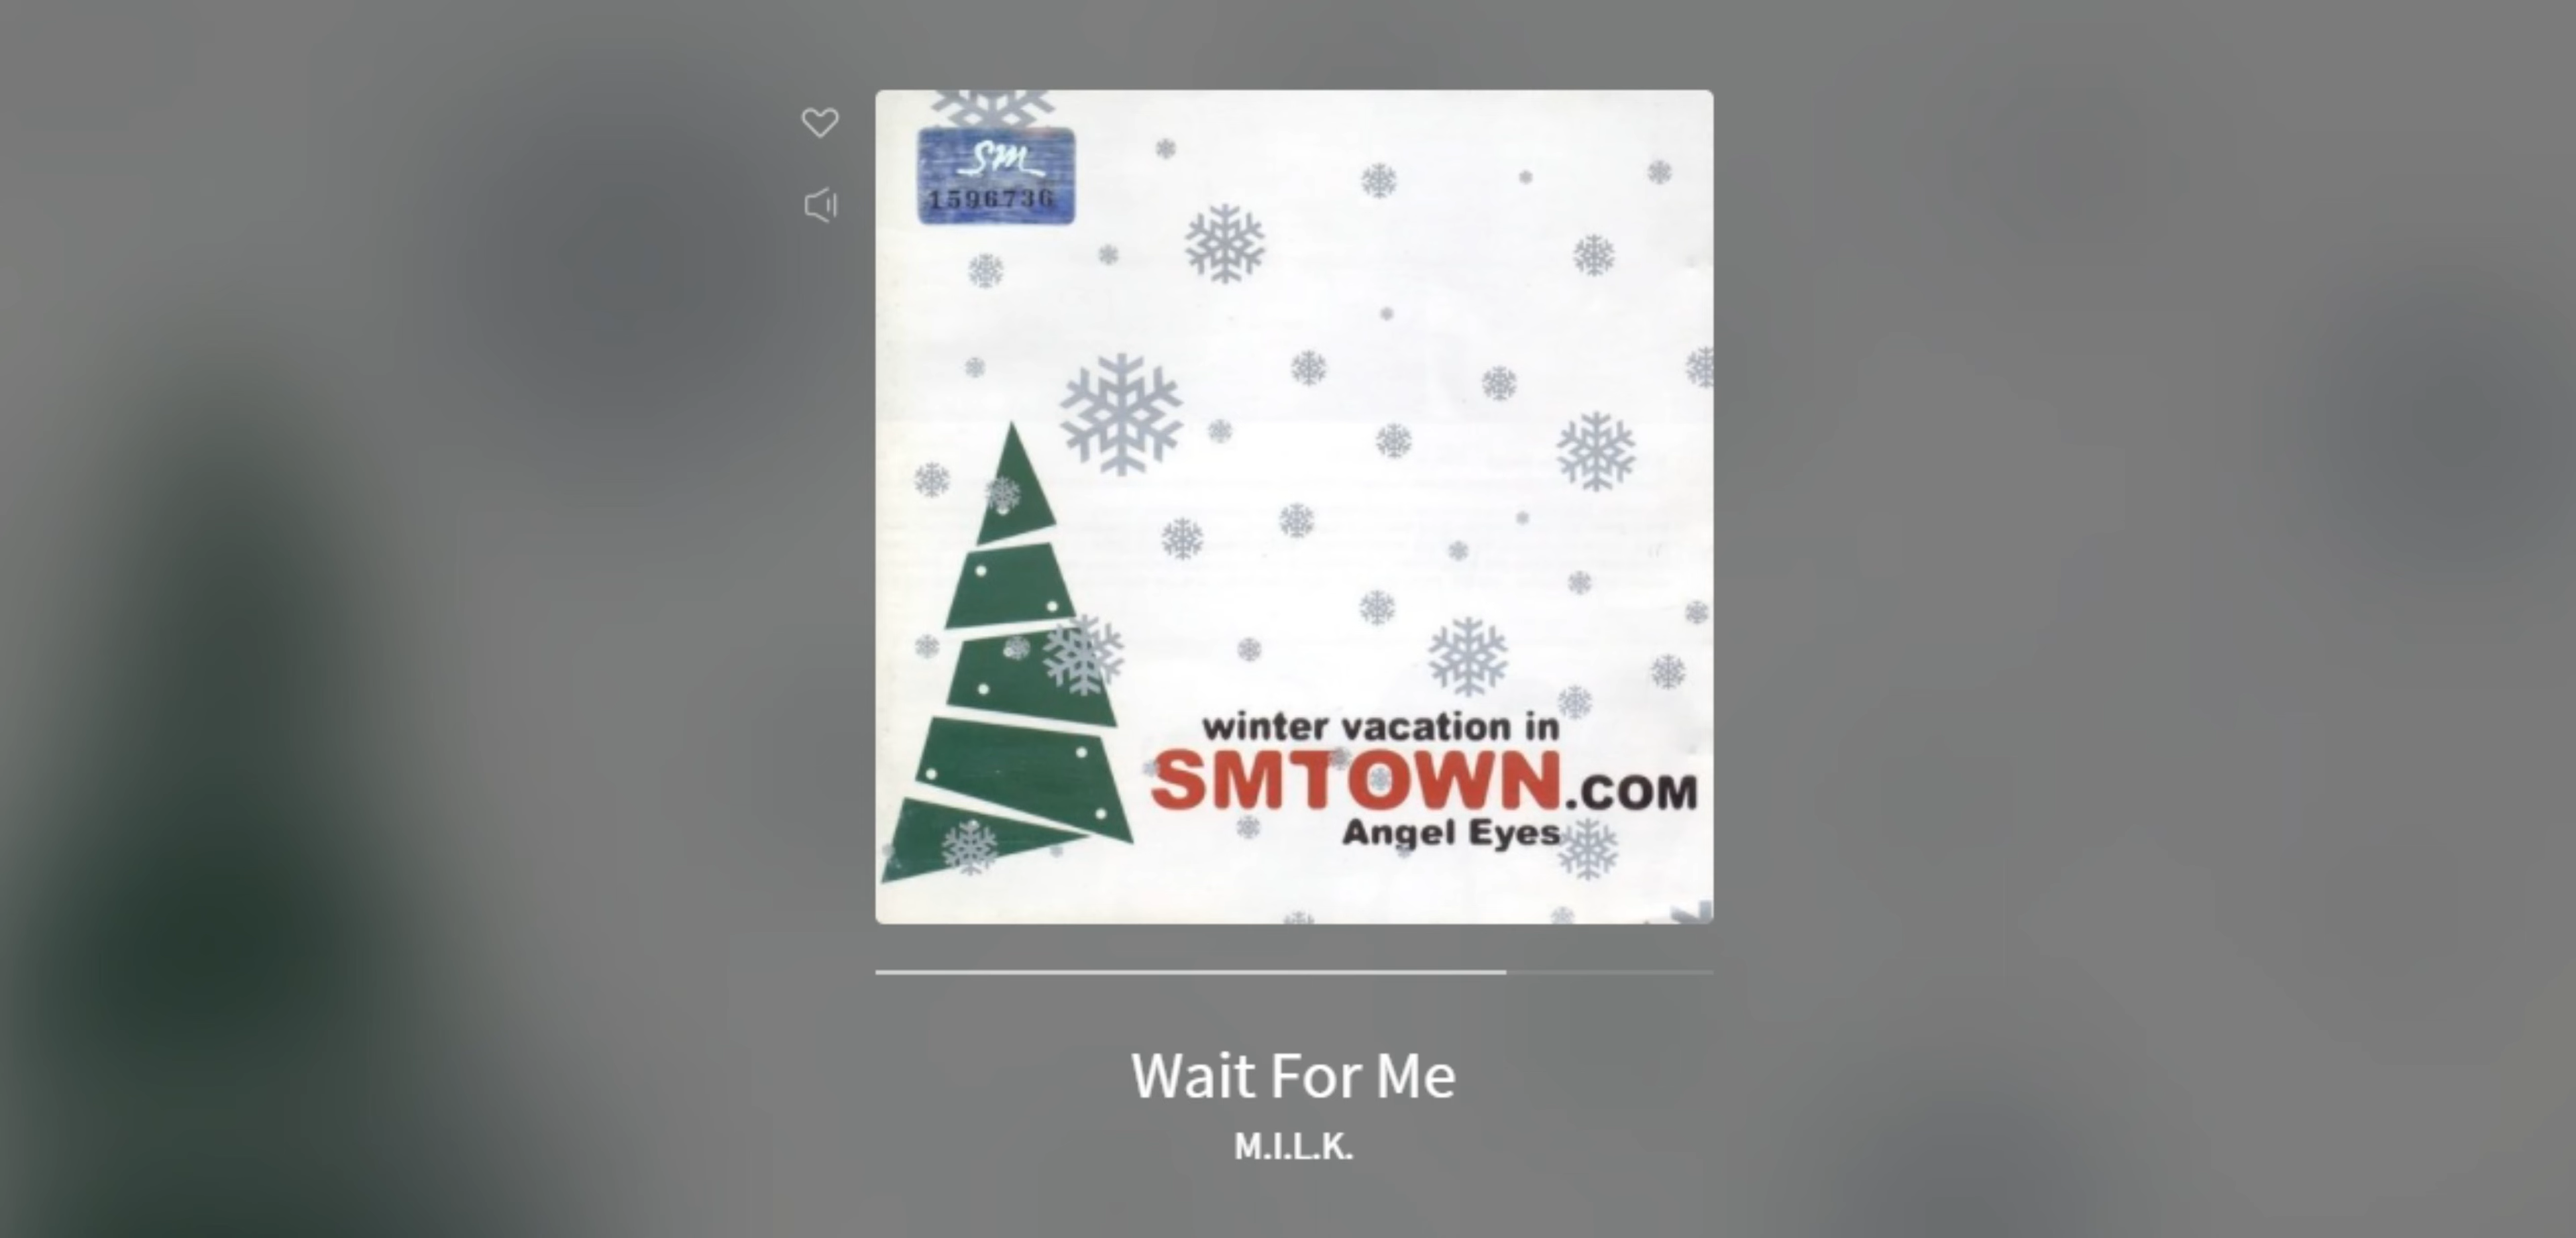 sm
1596736
winter vacation in
SMTOWN.COM
Angel Eyes
Wait For Me
M.I.L.K.